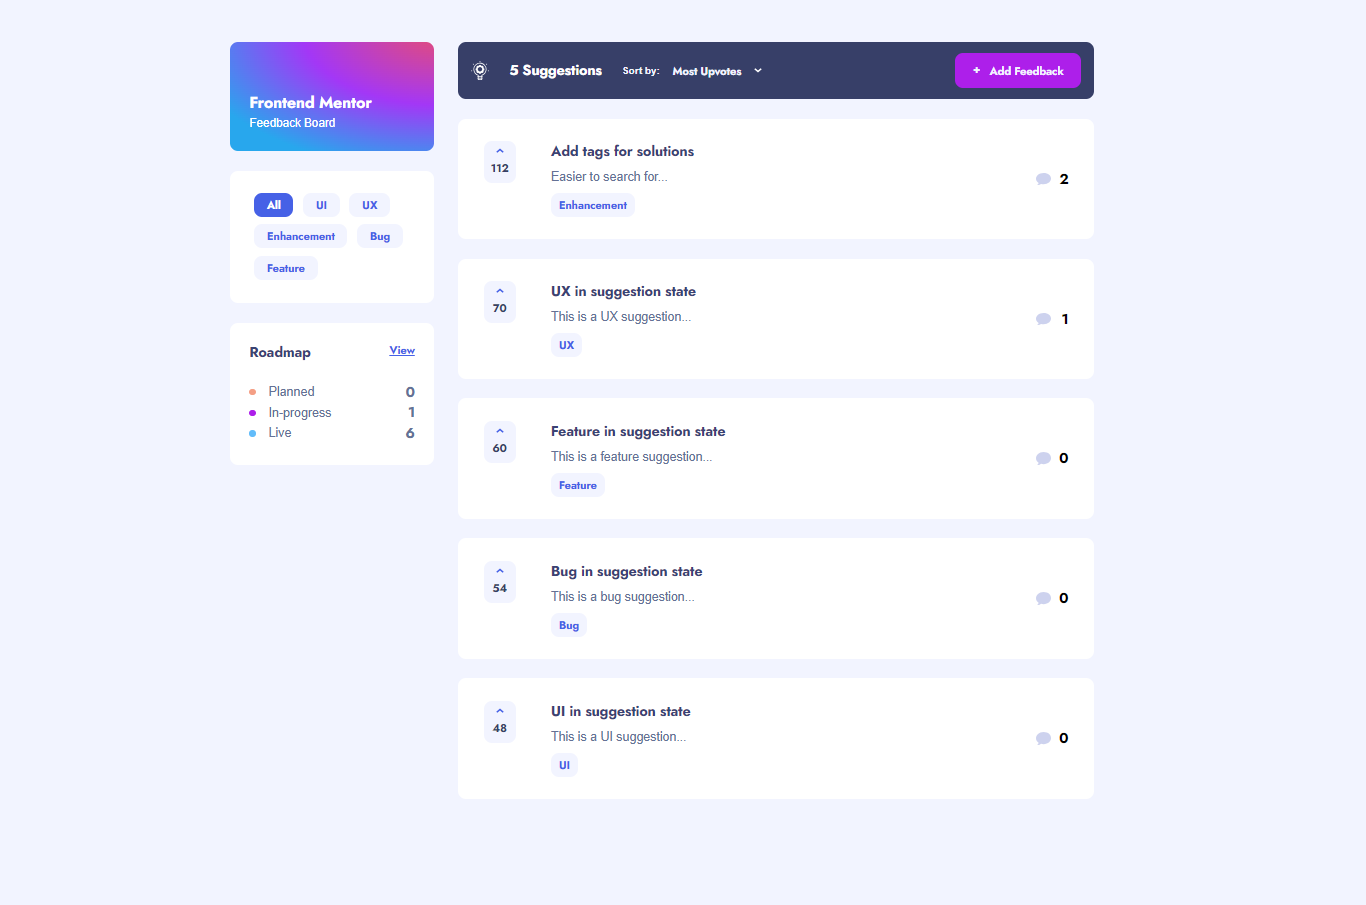 Frontend Mentor
Feedback Board
All UI UX
Enhancement Bug
Feature
Roadmap View
Planned 0
In-progress 1
Live 6
5 Suggestions Sort by: Most Upvotes + Add Feedback
112
Add tags for solutions
Easier to search for...
Enhancement
2
70
UX in suggestion state
This is a UX suggestion...
UX
1
60
Feature in suggestion state
This is a feature suggestion...
Feature
0
54
Bug in suggestion state
This is a bug suggestion...
Bug
0
48
UI in suggestion state
This is a UI suggestion...
UI
0